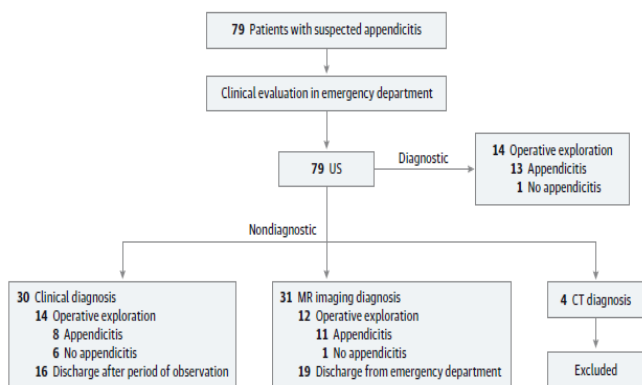 79 Patients with suspected appendicitis
Clinical evaluation in emergency department
79 US
Diagnostic
14 Operative exploration
13 Appendicitis
1 No appendicitis
Nondiagnostic
30 Clinical diagnosis
14 Operative exploration
8 Appendicitis
6 No appendicitis
16 Discharge after period of observation
31 MR imaging diagnosis
12 Operative exploration
11 Appendicitis
1 No appendicitis
19 Discharge from emergency department
4 CT diagnosis
Excluded